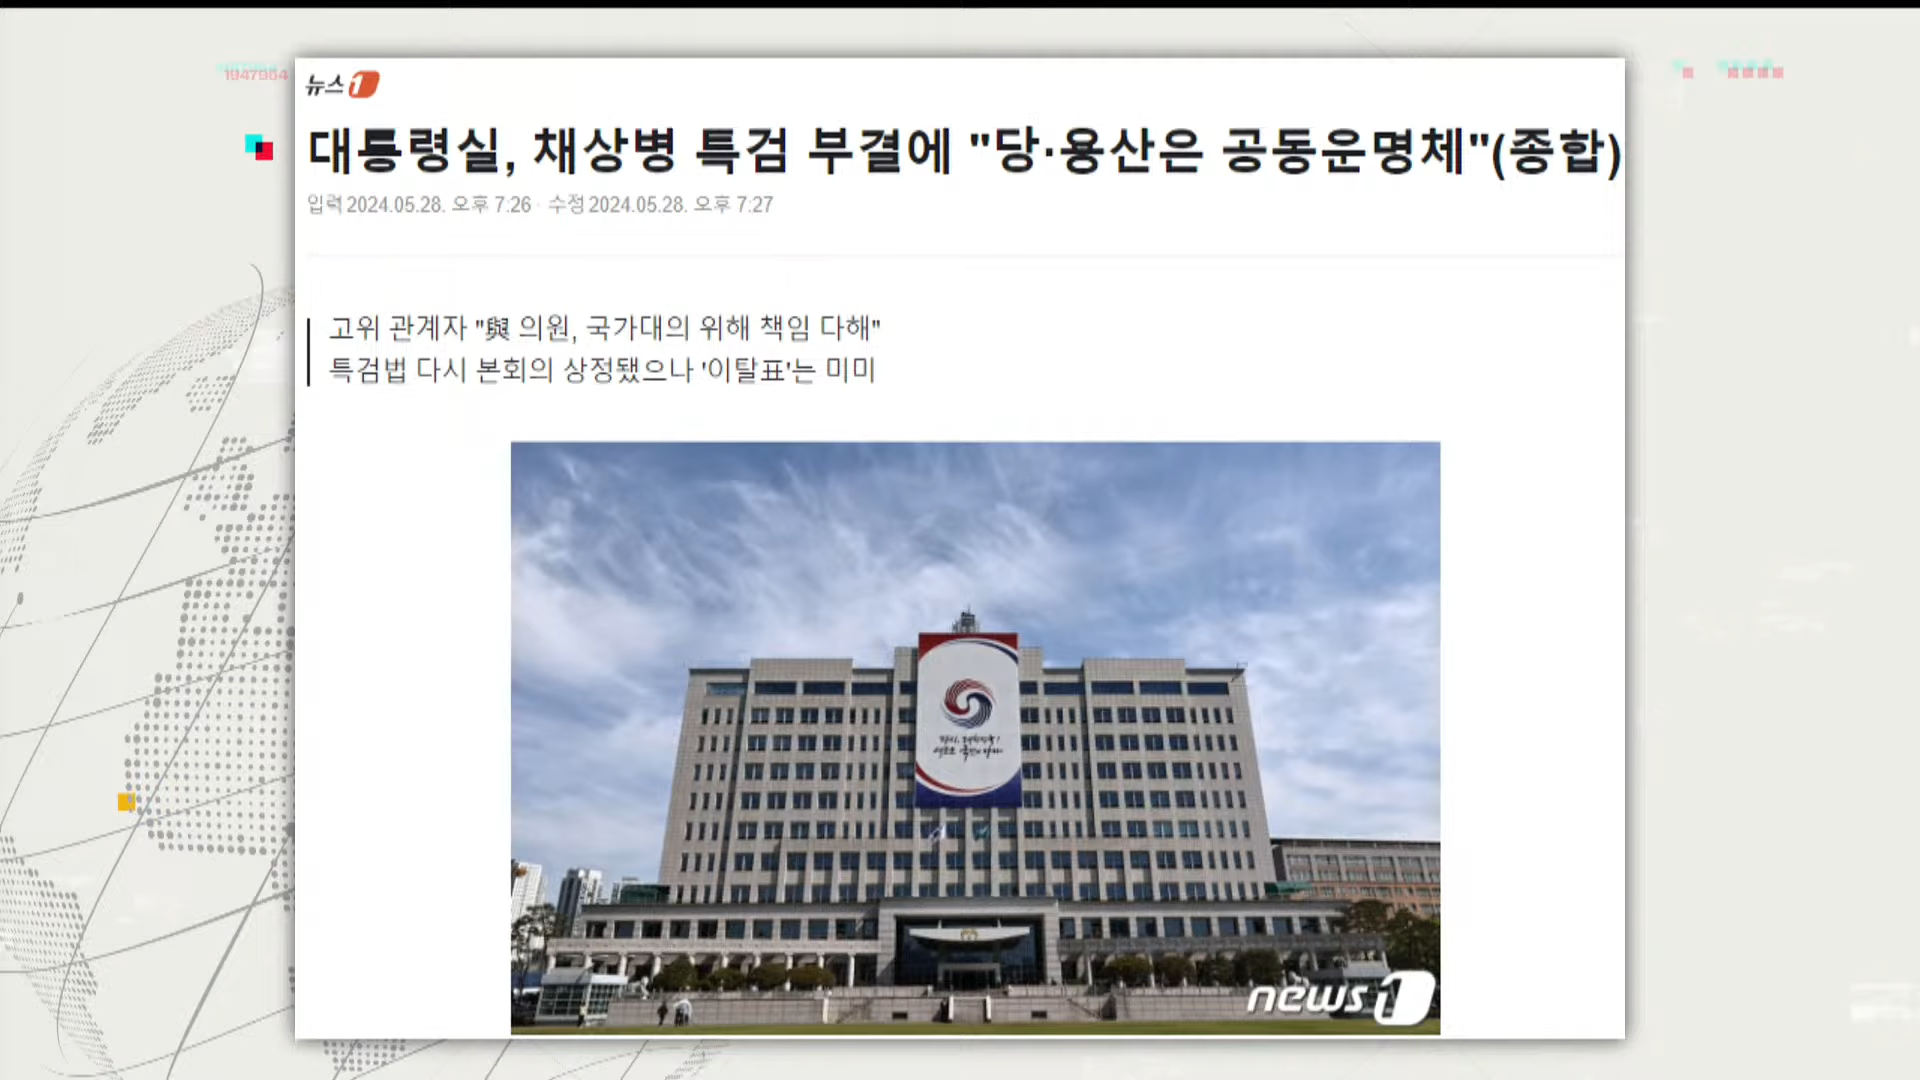 1947954
뉴스1
대통령실, 채상병 특검 부결에 "당·용산은 공동운명체"(종합)
입력 2024.05.28. 오후 7:26 · 수정 2024.05.28. 오후 7:27
고위 관계자 "與 의원, 국가대의 위해 책임 다해"
특검법 다시 본회의 상정됐으나 '이탈표'는 미미
news1